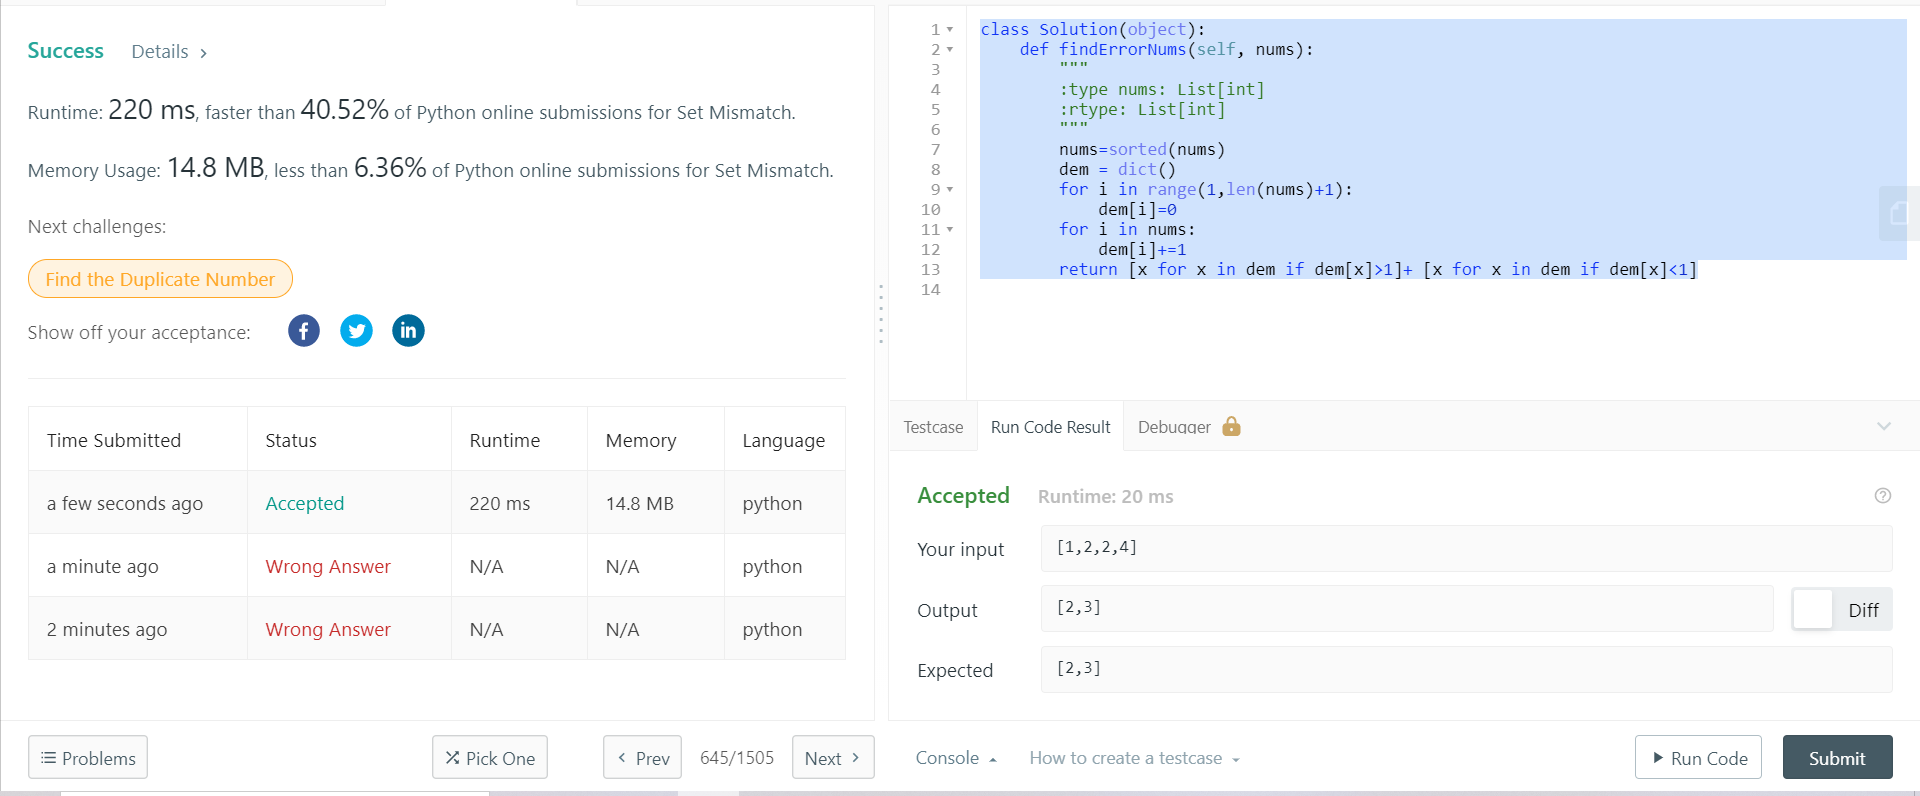 Success Details >
Runtime: 220 ms, faster than 40.52% of Python online submissions for Set Mismatch.
Memory Usage: 14.8 MB, less than 6.36% of Python online submissions for Set Mismatch.
Next challenges:
Find the Duplicate Number
Show off your acceptance:
Time Submitted Status Runtime Memory Language
a few seconds ago Accepted 220 ms 14.8 MB python
a minute ago Wrong Answer N/A N/A python
2 minutes ago Wrong Answer N/A N/A python
Problems Pick One < Prev 645/1505 Next >
1 class Solution(object):
2     def findErrorNums(self, nums):
3         """
4         :type nums: List[int]
5         :rtype: List[int]
6         """
7         nums=sorted(nums)
8         dem = dict()
9         for i in range(1,len(nums)+1):
10             dem[i]=0
11         for i in nums:
12             dem[i]+=1
13         return [x for x in dem if dem[x]>1]+ [x for x in dem if dem[x]<1]
14
Testcase Run Code Result Debugger
Accepted Runtime: 20 ms ?
Your input [1,2,2,4]
Output [2,3] Diff
Expected [2,3]
Console How to create a testcase Run Code Submit